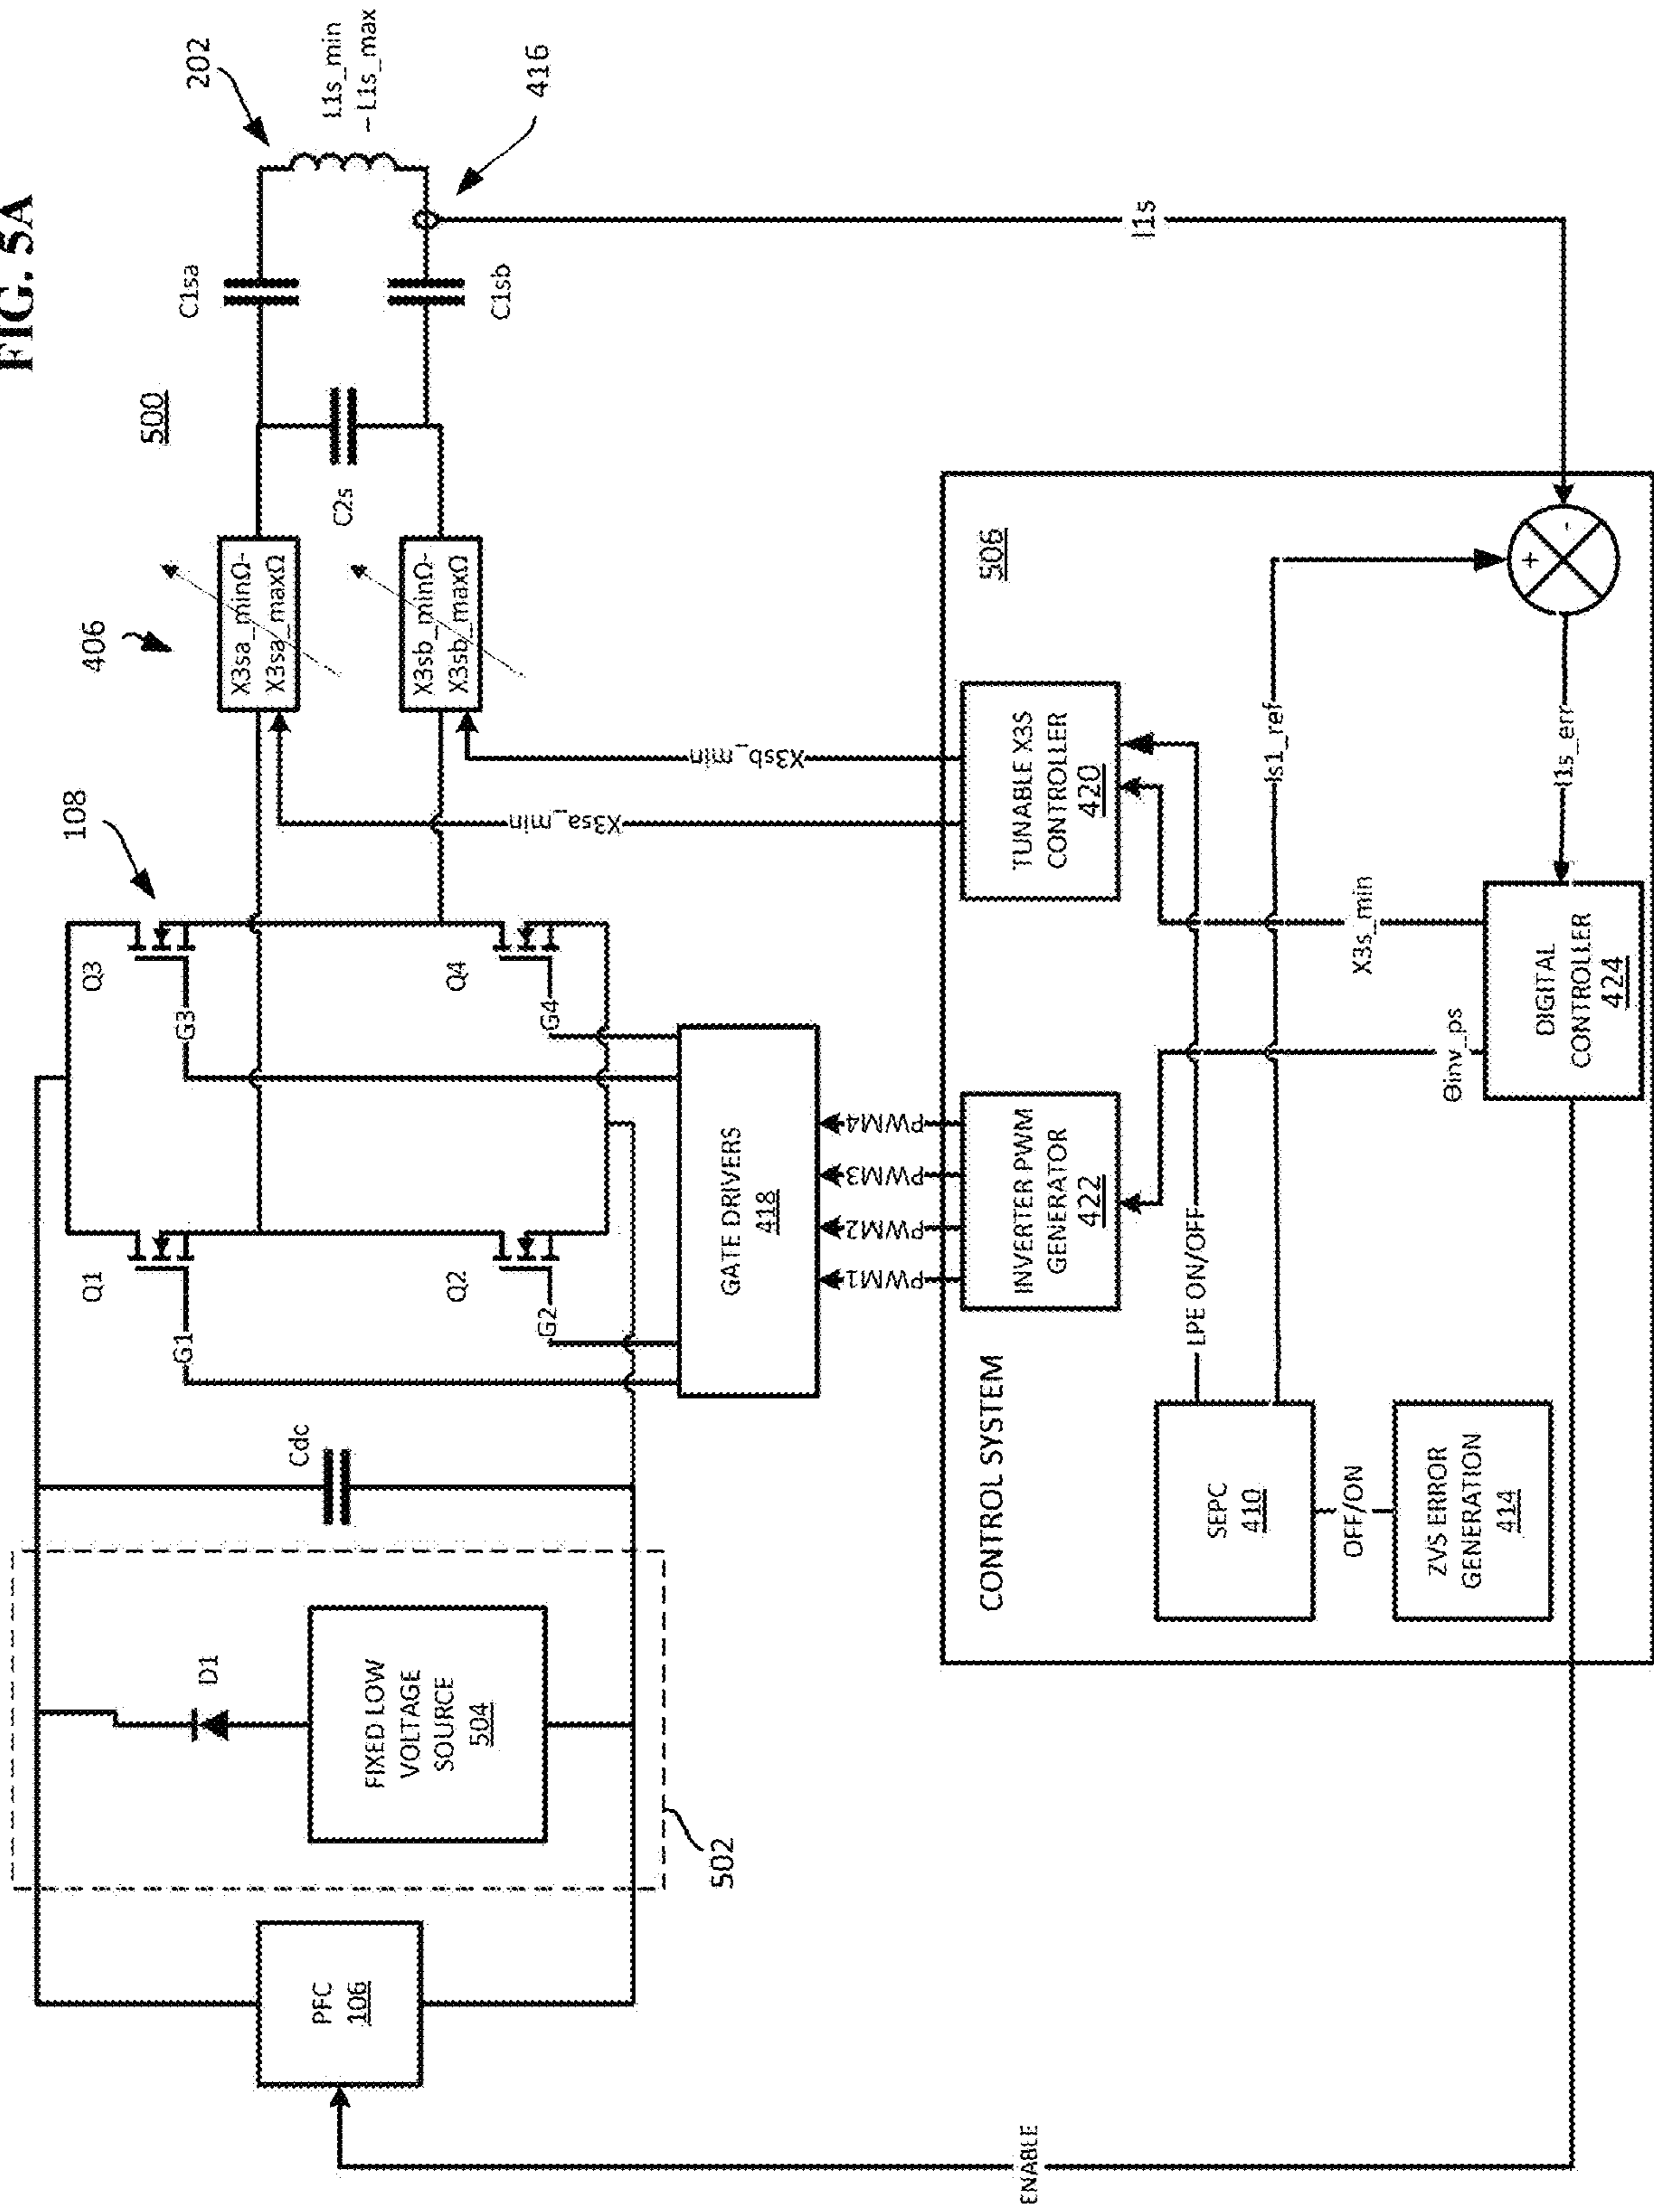 FIG. 5A
500
202
L1s_min
– L1s_max
416
C1sa
C1sb
C2s
406
X3sa_minΩ-
X3sa_maxΩ
X3sb_minΩ-
X3sb_maxΩ
108
Q3
Q4
Q1
Q2
G3
G4
G1
G2
Cdc
502
D1
FIXED LOW
VOLTAGE
SOURCE
504
PFC
106
GATE DRIVERS
418
PWM1
PWM2
PWM3
PWM4
X3sa_min
X3sb_min
I1s
CONTROL SYSTEM
506
INVERTER PWM
GENERATOR
422
TUNABLE X3S
CONTROLLER
420
LPE ON/OFF
Is1_ref
+
-
I1s_err
SEPC
410
OFF/ON
ZVS ERROR
GENERATION
414
Θinv_ps
X3s_min
DIGITAL
CONTROLLER
424
ENABLE